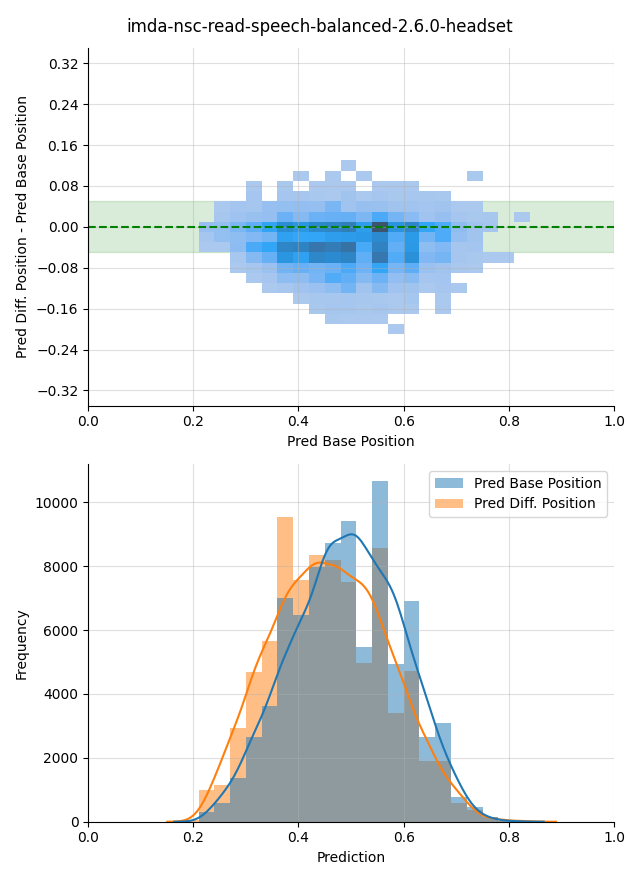 imda-nsc-read-speech-balanced-2.6.0-headset
Pred Diff. Position - Pred Base Position
0.32
0.24
0.16
0.08
0.00
−0.08
−0.16
−0.24
−0.32
0.0 0.2 0.4 0.6 0.8 1.0
Pred Base Position
Frequency
10000
8000
6000
4000
2000
0
Pred Base Position
Pred Diff. Position
0.0 0.2 0.4 0.6 0.8 1.0
Prediction